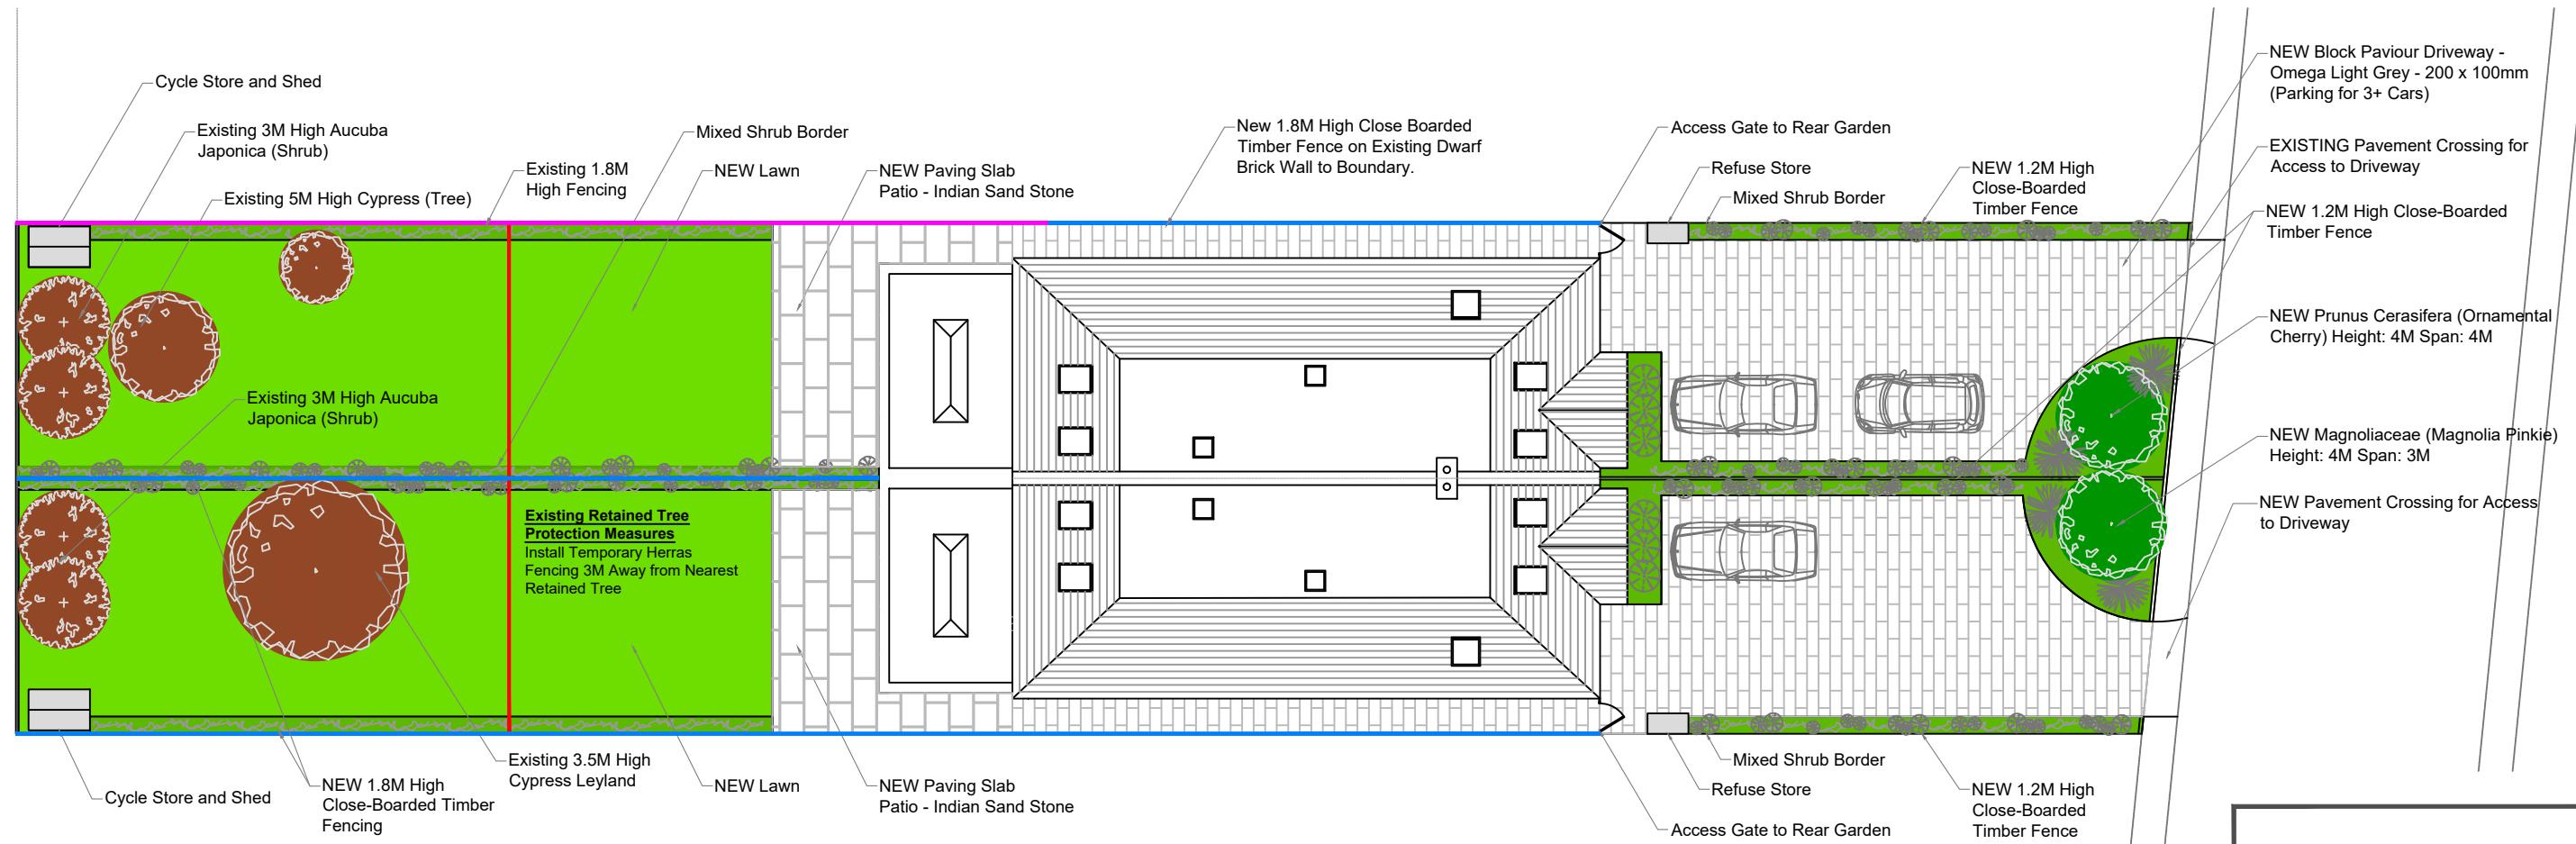 Cycle Store and Shed
Existing 3M High Aucuba
Japonica (Shrub)
Existing 5M High Cypress (Tree)
Existing 1.8M
High Fencing
Mixed Shrub Border
NEW Lawn
NEW Paving Slab
Patio - Indian Sand Stone
New 1.8M High Close Boarded
Timber Fence on Existing Dwarf
Brick Wall to Boundary.
Access Gate to Rear Garden
Refuse Store
Mixed Shrub Border
NEW 1.2M High
Close-Boarded
Timber Fence
NEW Block Paviour Driveway -
Omega Light Grey - 200 x 100mm
(Parking for 3+ Cars)
EXISTING Pavement Crossing for
Access to Driveway
NEW 1.2M High Close-Boarded
Timber Fence
NEW Prunus Cerasifera (Ornamental
Cherry) Height: 4M Span: 4M
NEW Magnoliaceae (Magnolia Pinkie)
Height: 4M Span: 3M
NEW Pavement Crossing for Access
to Driveway
Existing 3M High Aucuba
Japonica (Shrub)
Existing Retained Tree
Protection Measures
Install Temporary Herras
Fencing 3M Away from Nearest
Retained Tree
Cycle Store and Shed
NEW 1.8M High
Close-Boarded Timber
Fencing
Existing 3.5M High
Cypress Leyland
NEW Lawn
NEW Paving Slab
Patio - Indian Sand Stone
Mixed Shrub Border
Refuse Store
Access Gate to Rear Garden
NEW 1.2M High
Close-Boarded
Timber Fence